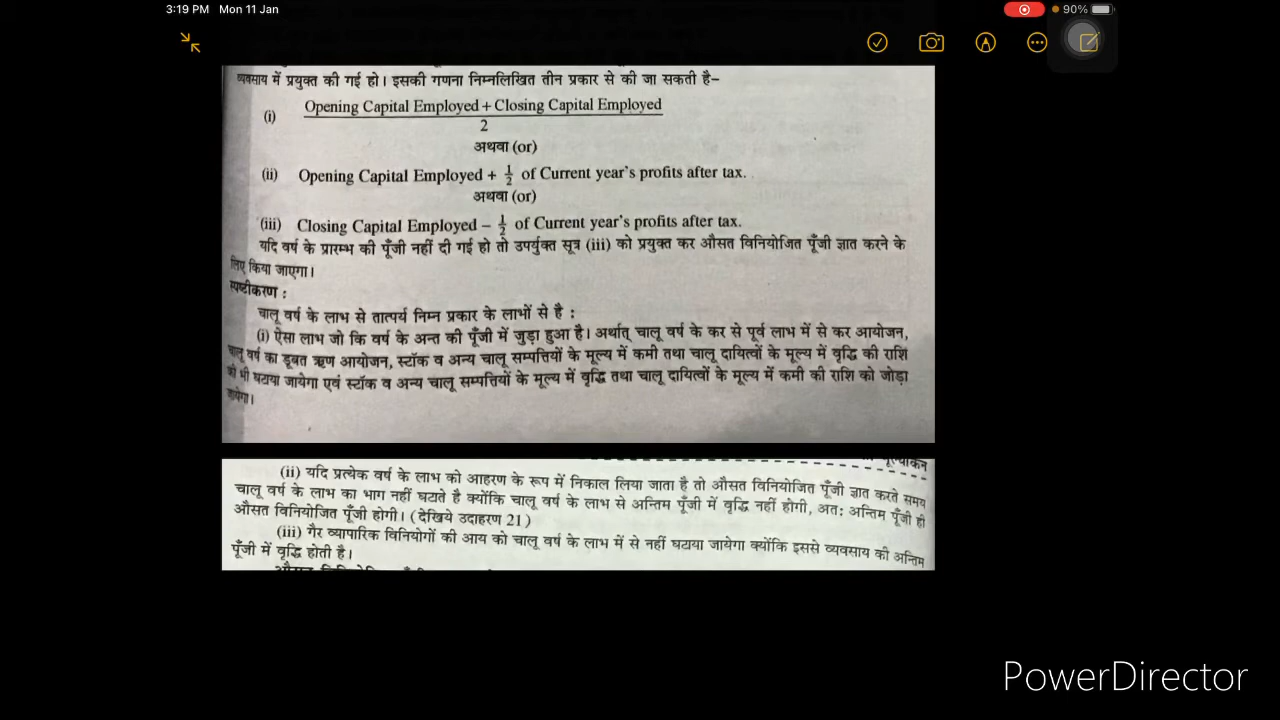 3:19 PM Mon 11 Jan
90%
व्यवसाय में प्रयुक्त की गई हो। इसकी गणना निम्नलिखित तीन प्रकार से की जा सकती है–
(i) Opening Capital Employed + Closing Capital Employed
2
अथवा (or)
(ii) Opening Capital Employed + 1/2 of Current year's profits after tax.
अथवा (or)
(iii) Closing Capital Employed – 1/2 of Current year's profits after tax.
यदि वर्ष के प्रारम्भ की पूँजी नहीं दी गई हो तो उपर्युक्त सूत्र (iii) को प्रयुक्त कर औसत विनियोजित पूँजी ज्ञात करने के
लिए किया जाएगा।
स्पष्टीकरण :
चालू वर्ष के लाभ से तात्पर्य निम्न प्रकार के लाभों से है :
(i) ऐसा लाभ जो कि वर्ष के अन्त की पूँजी में जुड़ा हुआ है। अर्थात् चालू वर्ष के कर से पूर्व लाभ में से कर आयोजन,
चालू वर्ष का डूबत ऋण आयोजन, स्टॉक व अन्य चालू सम्पत्तियों के मूल्य में कमी तथा चालू दायित्वों के मूल्य में वृद्धि की राशि
को भी घटाया जायेगा एवं स्टॉक व अन्य चालू सम्पत्तियों के मूल्य में वृद्धि तथा चालू दायित्वों के मूल्य में कमी की राशि को जोड़ा
जायेगा।
मूल्यांकन
(ii) यदि प्रत्येक वर्ष के लाभ को आहरण के रूप में निकाल लिया जाता है तो औसत विनियोजित पूँजी ज्ञात करते समय
चालू वर्ष के लाभ का भाग नहीं घटाते है क्योंकि चालू वर्ष के लाभ से अन्तिम पूँजी में वृद्धि नहीं होगी, अत: अन्तिम पूँजी ही
औसत विनियोजित पूँजी होगी। (देखिये उदाहरण 21)
(iii) गैर व्यापारिक विनियोगों की आय को चालू वर्ष के लाभ में से नहीं घटाया जायेगा क्योंकि इससे व्यवसाय की अन्तिम
पूँजी में वृद्धि होती है।
PowerDirector